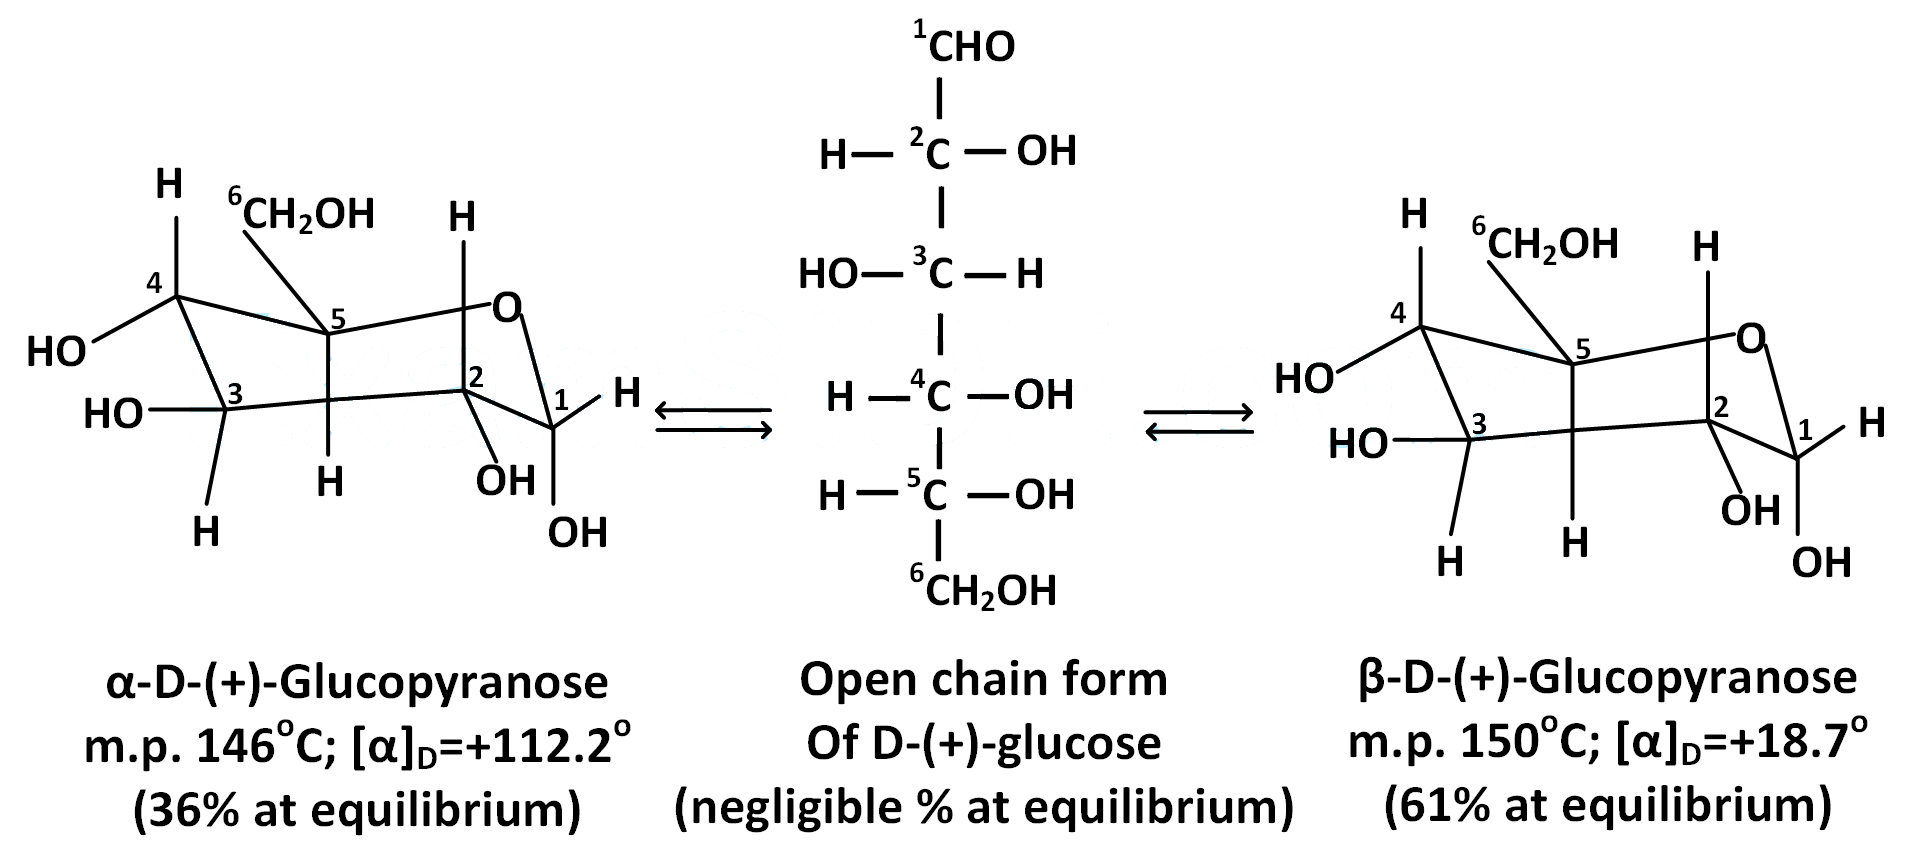 ¹CHO
H— ²C —OH
HO— ³C —H
H— ⁴C —OH
H— ⁵C —OH
⁶CH₂OH
H
⁶CH₂OH
H
4
5
O
HO
2
HO
3
1
H
H
OH
H
OH
H
⁶CH₂OH
H
4
5
O
HO
2
HO
3
1
H
OH
H
H
OH
α-D-(+)-Glucopyranose
m.p. 146°C; [α]D=+112.2°
(36% at equilibrium)
Open chain form
Of D-(+)-glucose
(negligible % at equilibrium)
β-D-(+)-Glucopyranose
m.p. 150°C; [α]D=+18.7°
(61% at equilibrium)